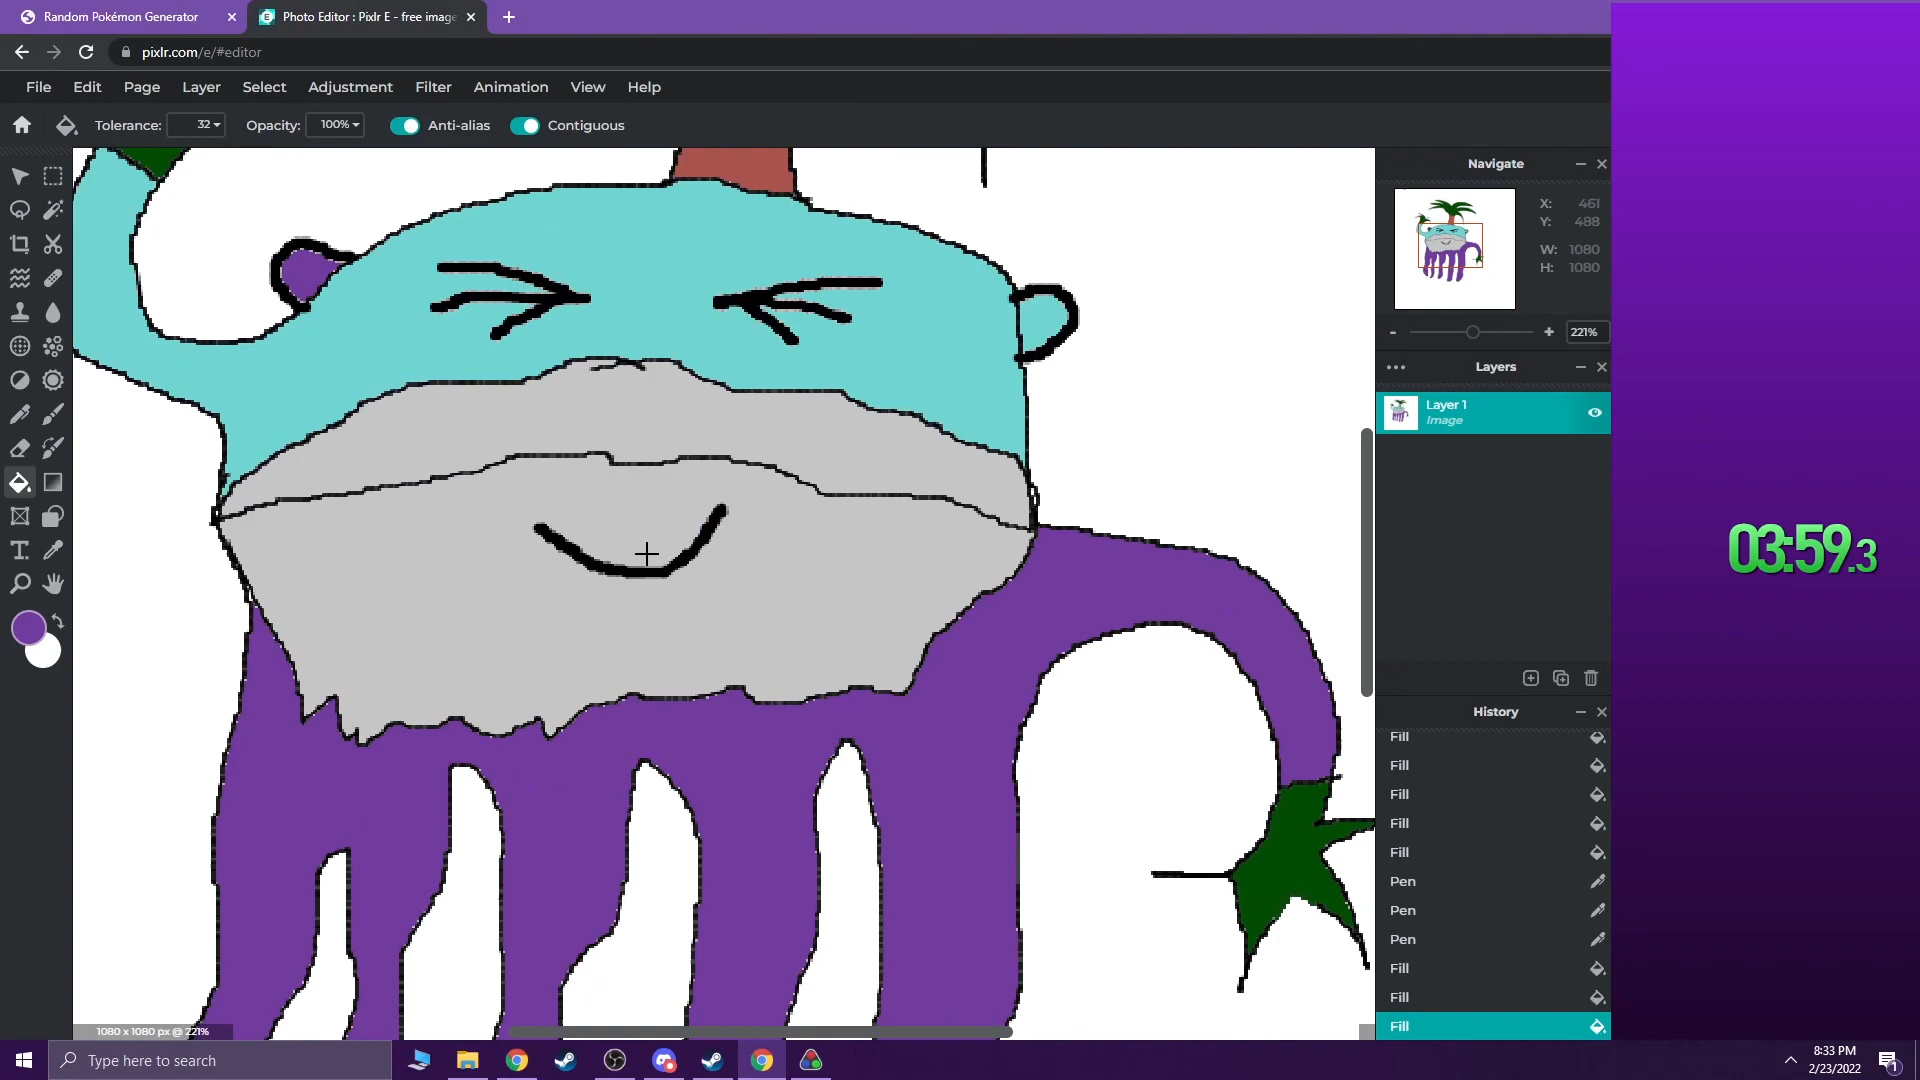 Random Pokémon Generator
Photo Editor : Pixlr E - free image
pixlr.com/e/#editor
File Edit Page Layer Select Adjustment Filter Animation View Help
Tolerance: 32 Opacity: 100% Anti-alias Contiguous
Navigate
X: 461
Y: 488
W: 1080
H: 1080
221%
Layers
Layer 1
Image
03:59.3
History
Fill
Fill
Fill
Fill
Fill
Pen
Pen
Pen
Fill
Fill
Fill
1080 x 1080 px @ 221%
Type here to search
8:33 PM
2/23/2022
1